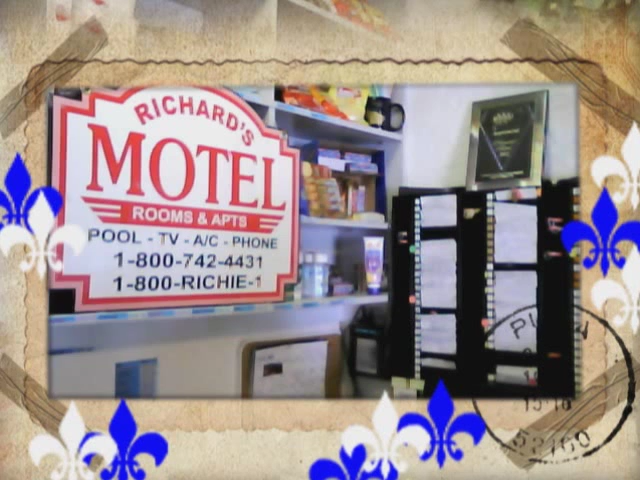 RICHARD'S
MOTEL
ROOMS & APTS
POOL - TV - A/C - PHONE
1-800-742-4431
1-800-RICHIE-1